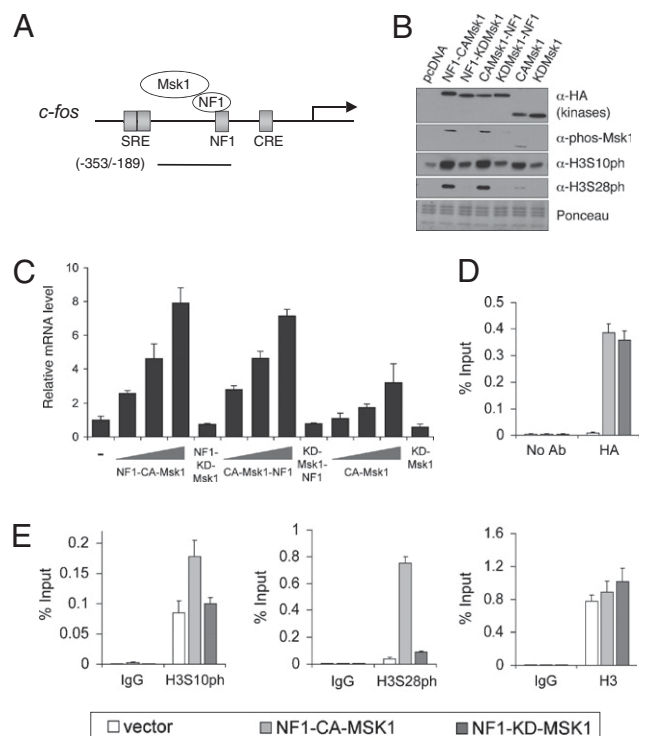 A
Msk1
NF1
c-fos
SRE
NF1
CRE
(-353/-189)
B
pcDNA
NF1-CAMsk1
NF1-KDMsk1
CAMsk1-NF1
KDMsk1-NF1
CAMsk1
KDMsk1
α-HA
(kinases)
α-phos-Msk1
α-H3S10ph
α-H3S28ph
Ponceau
C
Relative mRNA level
10
8
6
4
2
0
-
NF1-CA-Msk1
NF1-
KD-
Msk1
CA-Msk1-NF1
KD-
Msk1-
NF1
CA-Msk1
KD-
Msk1
D
% Input
0.5
0.4
0.3
0.2
0.1
0
No Ab
HA
E
% Input
0.2
0.15
0.1
0.05
0
IgG
H3S10ph
% Input
1
0.8
0.6
0.4
0.2
0
IgG
H3S28ph
% Input
1.6
1.2
0.8
0.4
0
IgG
H3
vector
NF1-CA-MSK1
NF1-KD-MSK1